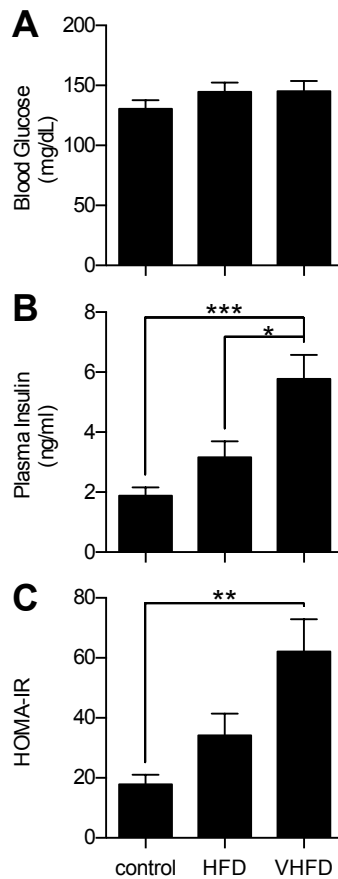 A
Blood Glucose
(mg/dL)
200
150
100
50
0
B
Plasma Insulin
(ng/ml)
8
6
4
2
0
***
*
C
HOMA-IR
80
60
40
20
0
**
control HFD VHFD